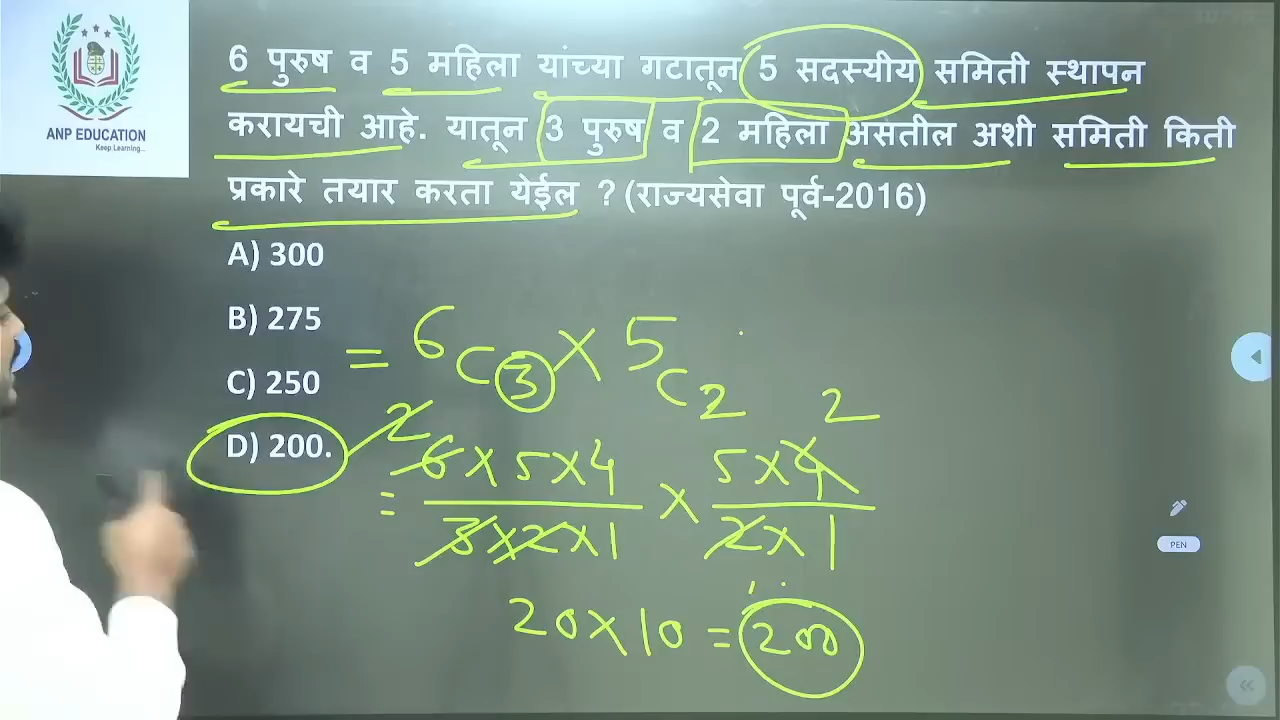 ANP EDUCATION
Keep Learning...
6 पुरुष व 5 महिला यांच्या गटातून 5 सदस्यीय समिती स्थापन
करायची आहे. यातून 3 पुरुष व 2 महिला असतील अशी समिती किती
प्रकारे तयार करता येईल ? (राज्यसेवा पूर्व-2016)
A) 300
B) 275
C) 250
D) 200.
= 6C3 × 5C2
2 2
= 6×5×4 × 5×4
3×2×1 2×1
20×10 = 200
PEN